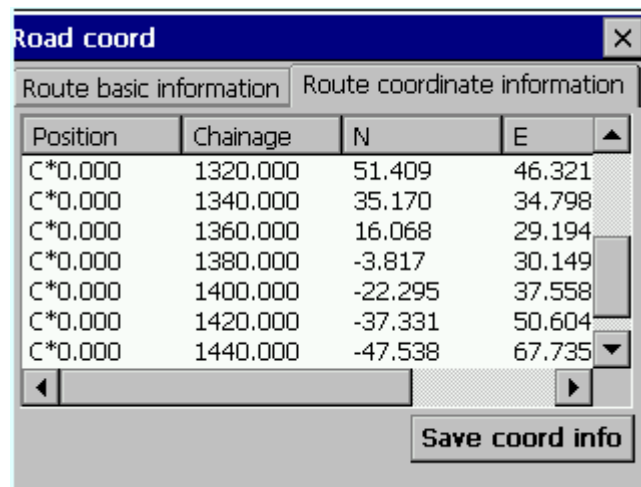 Road coord
Route basic information Route coordinate information
Position Chainage N E
C*0.000 1320.000 51.409 46.321
C*0.000 1340.000 35.170 34.798
C*0.000 1360.000 16.068 29.194
C*0.000 1380.000 -3.817 30.149
C*0.000 1400.000 -22.295 37.558
C*0.000 1420.000 -37.331 50.604
C*0.000 1440.000 -47.538 67.735
Save coord info